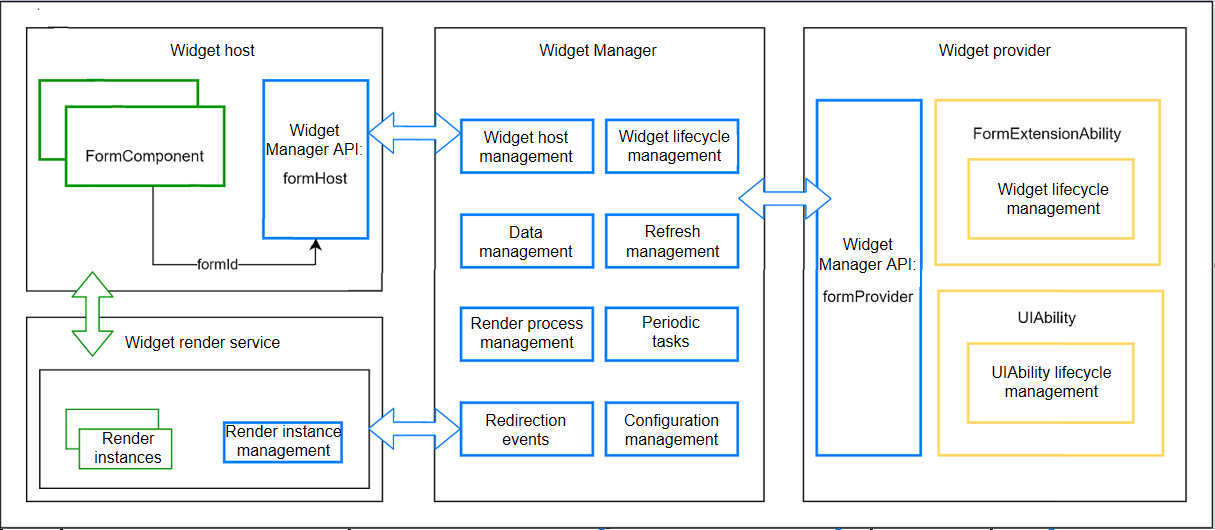 Widget host
FormComponent
Widget
Manager API:
formHost
formId
Widget render service
Render
instances
Render instance
management
Widget Manager
Widget host
management
Widget lifecycle
management
Data
management
Refresh
management
Render process
management
Periodic
tasks
Redirection
events
Configuration
management
Widget provider
Widget
Manager API:
formProvider
FormExtensionAbility
Widget lifecycle
management
UIAbility
UIAbility lifecycle
management